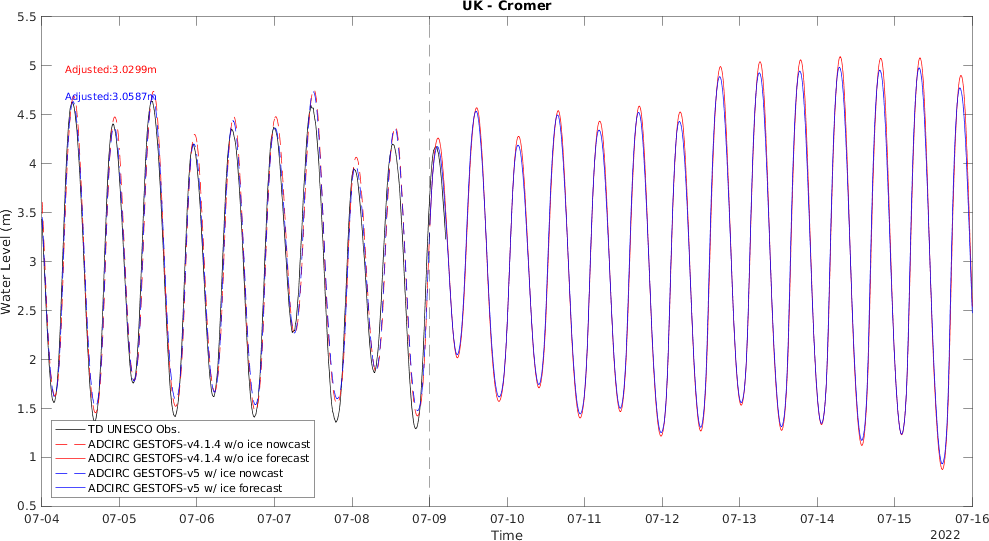 UK - Cromer
5.5
5
4.5
4
3.5
3
2.5
2
1.5
1
0.5
Water Level (m)
Adjusted:3.0299m
Adjusted:3.0587m
TD UNESCO Obs.
ADCIRC GESTOFS-v4.1.4 w/o ice nowcast
ADCIRC GESTOFS-v4.1.4 w/o ice forecast
ADCIRC GESTOFS-v5 w/ ice nowcast
ADCIRC GESTOFS-v5 w/ ice forecast
07-04 07-05 07-06 07-07 07-08 07-09 07-10 07-11 07-12 07-13 07-14 07-15 07-16
Time
2022